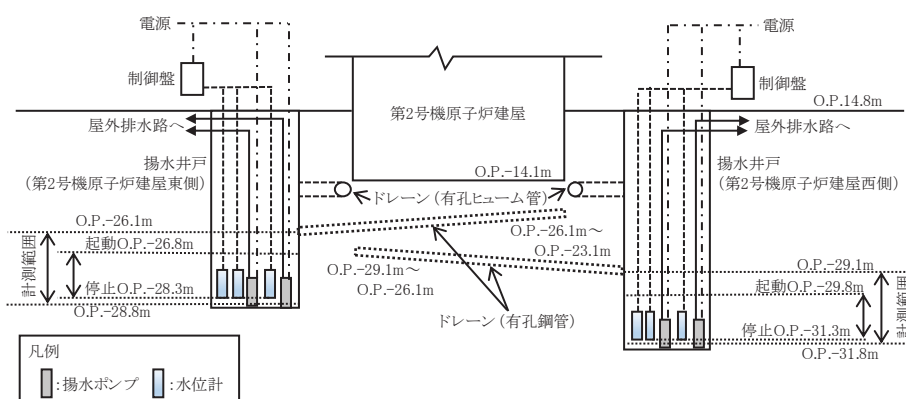 電源
電源
制御盤
制御盤
第2号機原子炉建屋
O.P.14.8m
屋外排水路へ
屋外排水路へ
揚水井戸
(第2号機原子炉建屋東側)
揚水井戸
(第2号機原子炉建屋西側)
O.P.-14.1m
ドレーン(有孔ヒューム管)
O.P.-26.1m
起動O.P.-26.8m
計測範囲
停止O.P.-28.3m
O.P.-28.8m
O.P.-26.1m～
O.P.-23.1m
O.P.-29.1m～
O.P.-26.1m
ドレーン(有孔鋼管)
O.P.-29.1m
起動O.P.-29.8m
計測範囲
停止O.P.-31.3m
O.P.-31.8m
凡例
:揚水ポンプ :水位計